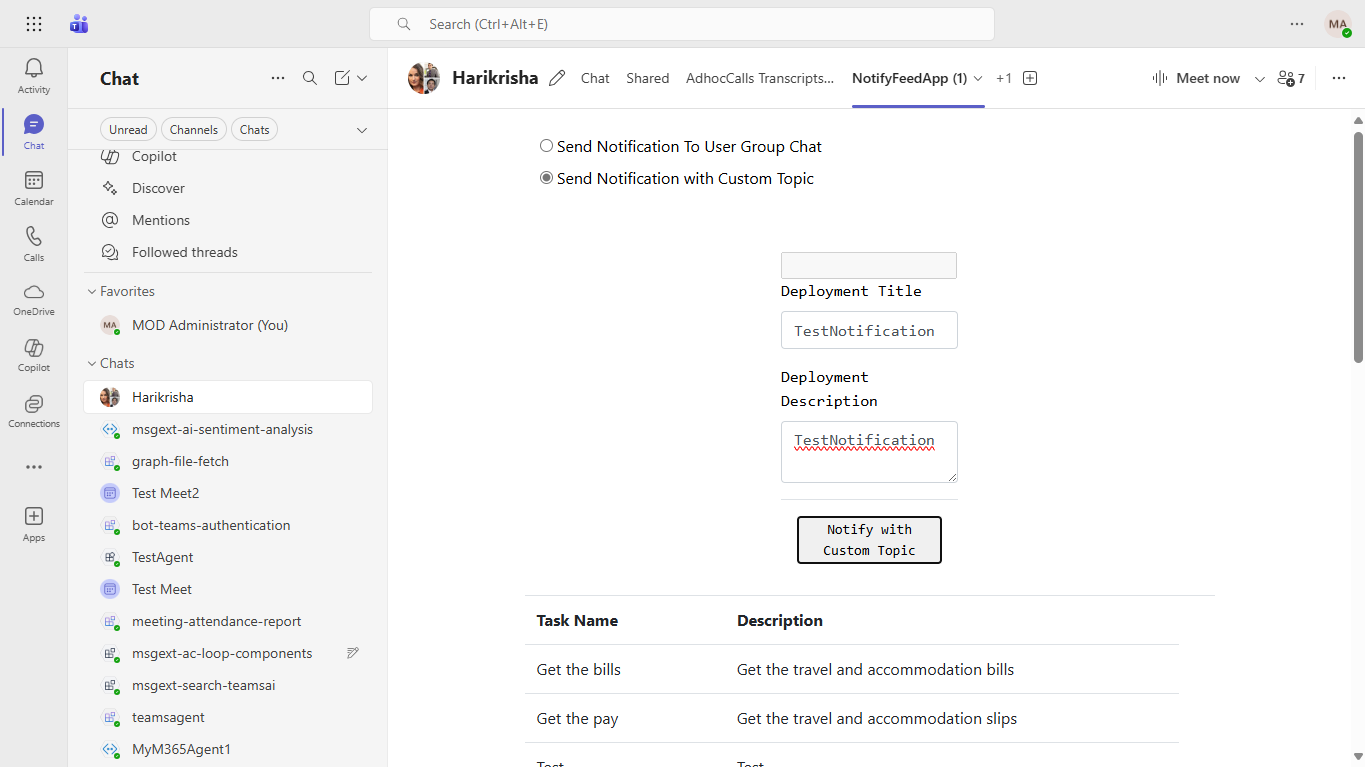 Search (Ctrl+Alt+E)
MA
Activity
Chat
Calendar
Calls
OneDrive
Copilot
Connections
Apps
Chat
Unread
Channels
Chats
Copilot
Discover
Mentions
Followed threads
Favorites
MA MOD Administrator (You)
Chats
Harikrisha
msgext-ai-sentiment-analysis
graph-file-fetch
Test Meet2
bot-teams-authentication
TestAgent
Test Meet
meeting-attendance-report
msgext-ac-loop-components
msgext-search-teamsai
teamsagent
MyM365Agent1
Harikrisha Chat Shared AdhocCalls Transcripts... NotifyFeedApp (1) +1 Meet now 7
Send Notification To User Group Chat
Send Notification with Custom Topic
Deployment Title
TestNotification
Deployment
Description
TestNotification
Notify with
Custom Topic
Task Name Description
Get the bills Get the travel and accommodation bills
Get the pay Get the travel and accommodation slips
Test Test